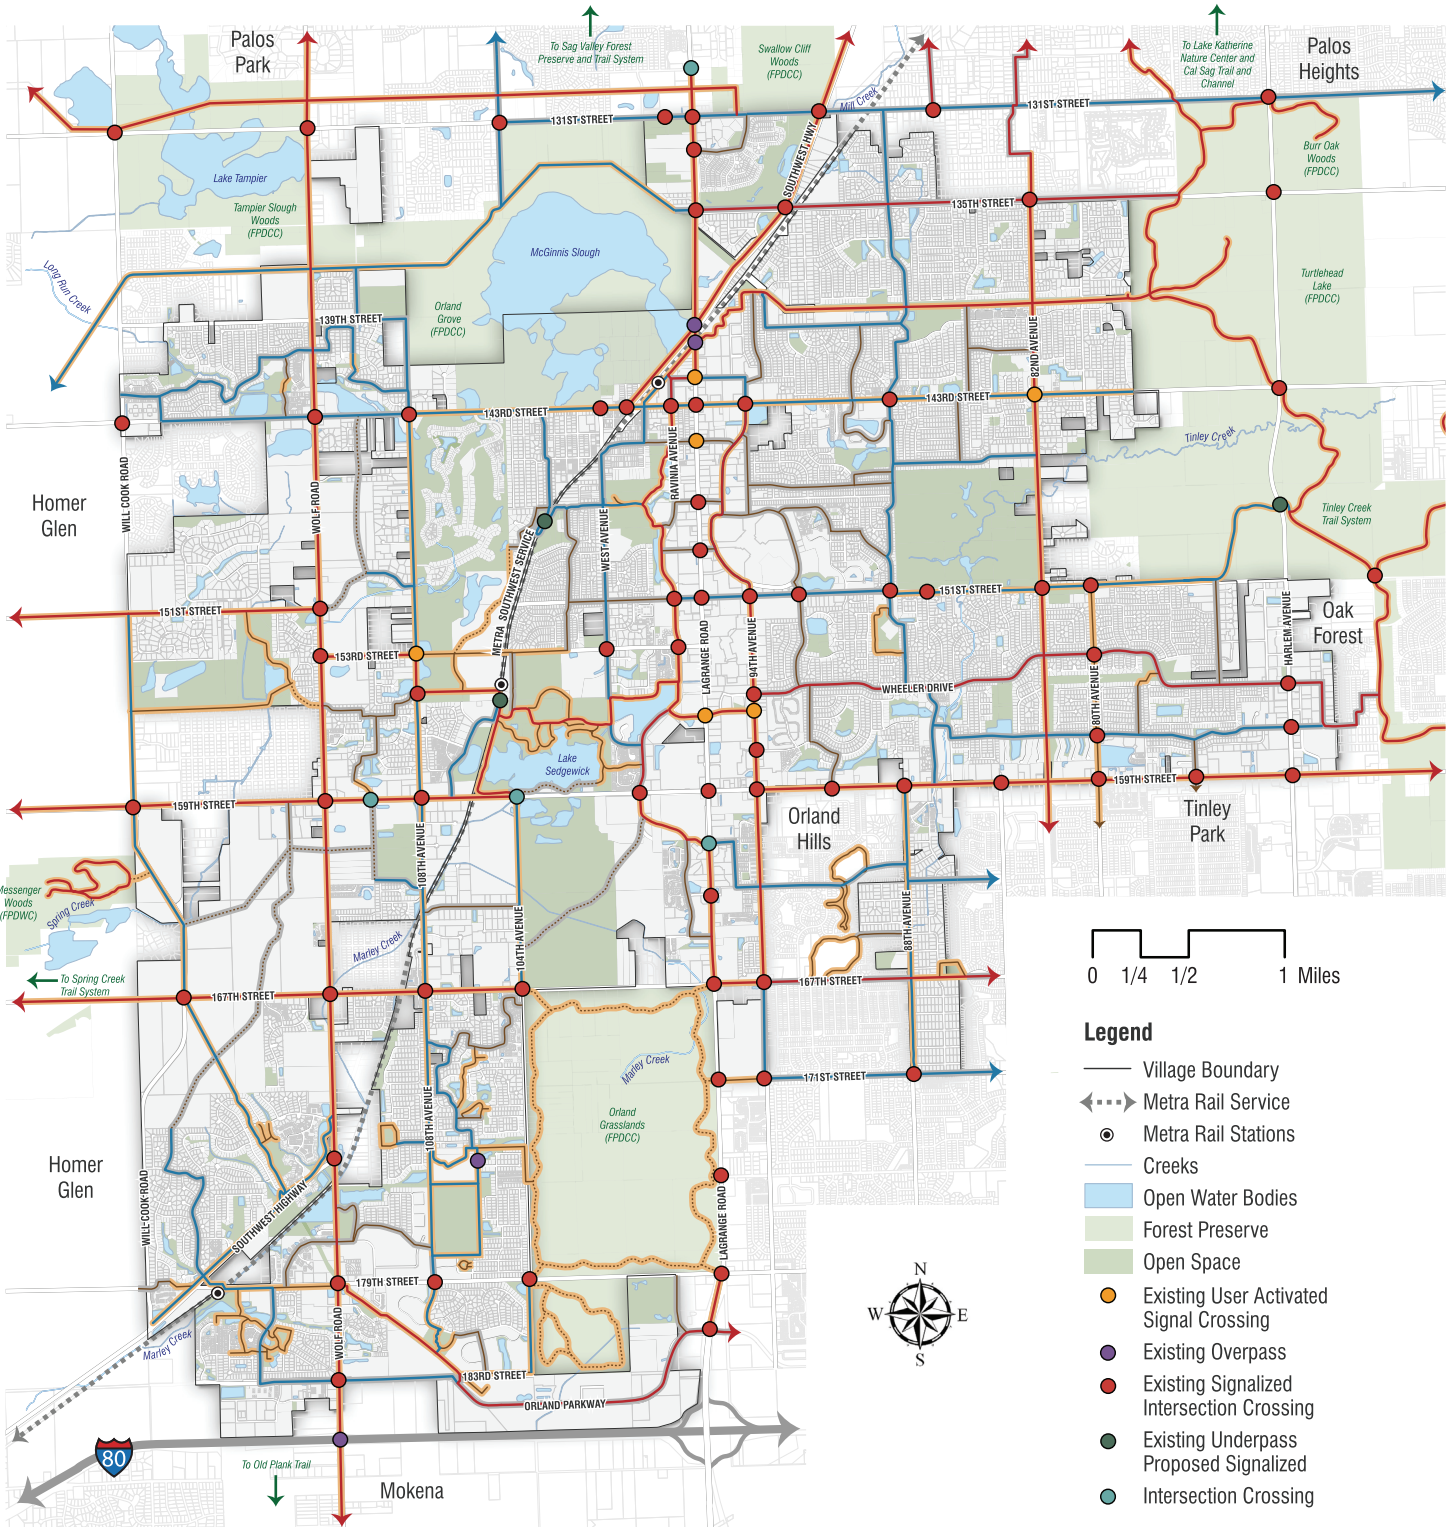 Palos
Park
To Sag Valley Forest
Preserve and Trail System
Swallow Cliff
Woods
(FPDCC)
To Lake Katherine
Nature Center and
Cal Sag Trail and
Channel
Palos
Heights
Mill Creek
131ST STREET
131ST STREET
Burr Oak
Woods
(FPDCC)
Lake Tampier
SOUTHWEST HWY
Tampier Slough
Woods
(FPDCC)
135TH STREET
McGinnis Slough
Long Run Creek
Turtlehead
Lake
(FPDCC)
Orland
Grove
(FPDCC)
139TH STREET
82ND AVENUE
143RD STREET
143RD STREET
Tinley Creek
RAVINIA AVENUE
WILL COOK ROAD
WOLF ROAD
Homer
Glen
Tinley Creek
Trail System
WEST AVENUE
METRA SOUTHWEST SERVICE
151ST STREET
151ST STREET
HARLEM AVENUE
Oak
Forest
153RD STREET
LAGRANGE ROAD
94TH AVENUE
80TH AVENUE
WHEELER DRIVE
Lake
Sedgewick
159TH STREET
159TH STREET
Tinley
Park
Orland
Hills
108TH AVENUE
Messenger
Woods
(FPDWC)
Spring Creek
Marley Creek
104TH AVENUE
88TH AVENUE
To Spring Creek
Trail System
167TH STREET
167TH STREET
0 1/4 1/2 1 Miles
Legend
Village Boundary
Metra Rail Service
Metra Rail Stations
Creeks
Open Water Bodies
Forest Preserve
Open Space
Existing User Activated
Signal Crossing
Existing Overpass
Existing Signalized
Intersection Crossing
Existing Underpass
Proposed Signalized
Intersection Crossing
Marley Creek
171ST STREET
Orland
Grasslands
(FPDCC)
108TH AVENUE
Homer
Glen
WILL-COOK ROAD
SOUTHWEST HIGHWAY
LAGRANGE ROAD
179TH STREET
N
W E
S
Marley Creek
WOLF ROAD
183RD STREET
ORLAND PARKWAY
80
To Old Plank Trail
Mokena